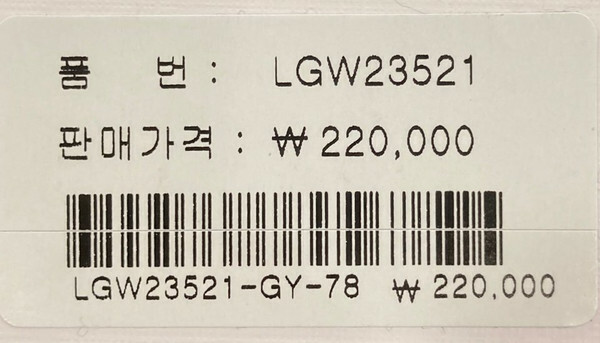 품 번 : LGW23521
판매가격 : ₩ 220,000
LGW23521-GY-78 ₩ 220,000